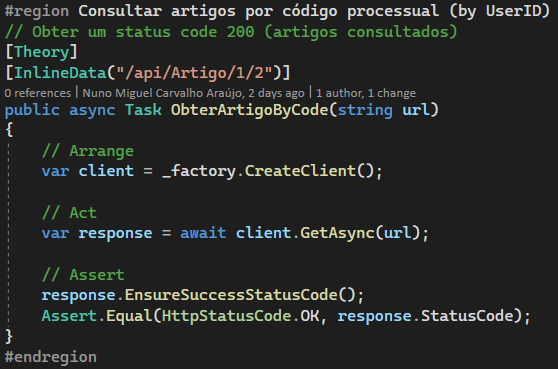 #region Consultar artigos por código processual (by UserID)
// Obter um status code 200 (artigos consultados)
[Theory]
[InlineData("/api/Artigo/1/2")]
0 references | Nuno Miguel Carvalho Araújo, 2 days ago | 1 author, 1 change
public async Task ObterArtigoByCode(string url)
{
// Arrange
var client = _factory.CreateClient();
// Act
var response = await client.GetAsync(url);
// Assert
response.EnsureSuccessStatusCode();
Assert.Equal(HttpStatusCode.OK, response.StatusCode);
}
#endregion